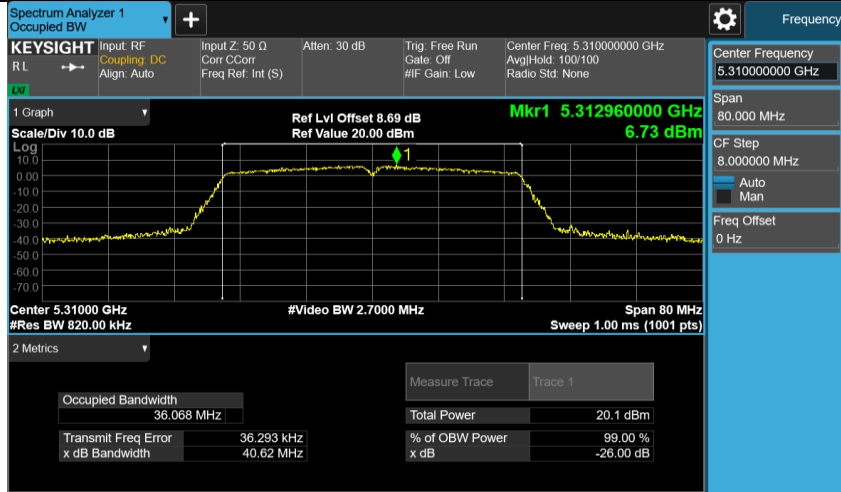 Spectrum Analyzer 1
Occupied BW
▼
+
Frequency
KEYSIGHT
RL
LXI
Input: RF
Coupling: DC
Align: Auto
Input Z: 50 Ω
Corr CCorr
Freq Ref: Int (S)
Atten: 30 dB
Trig: Free Run
Gate: Off
#IF Gain: Low
Center Freq: 5.310000000 GHz
Avg|Hold: 100/100
Radio Std: None
Center Frequency
5.310000000 GHz
Span
80.000 MHz
CF Step
8.000000 MHz
Auto
Man
Freq Offset
0 Hz
1 Graph ▼
Scale/Div 10.0 dB
Ref Lvl Offset 8.69 dB
Ref Value 20.00 dBm
Mkr1 5.312960000 GHz
6.73 dBm
Log
10.0
0.00
-10.0
-20.0
-30.0
-40.0
-50.0
-60.0
-70.0
1
Center 5.31000 GHz
#Res BW 820.00 kHz
#Video BW 2.7000 MHz
Span 80 MHz
Sweep 1.00 ms (1001 pts)
2 Metrics ▼
Measure Trace Trace 1
Occupied Bandwidth
36.068 MHz
Total Power 20.1 dBm
Transmit Freq Error 36.293 kHz
% of OBW Power 99.00 %
x dB Bandwidth 40.62 MHz
x dB -26.00 dB